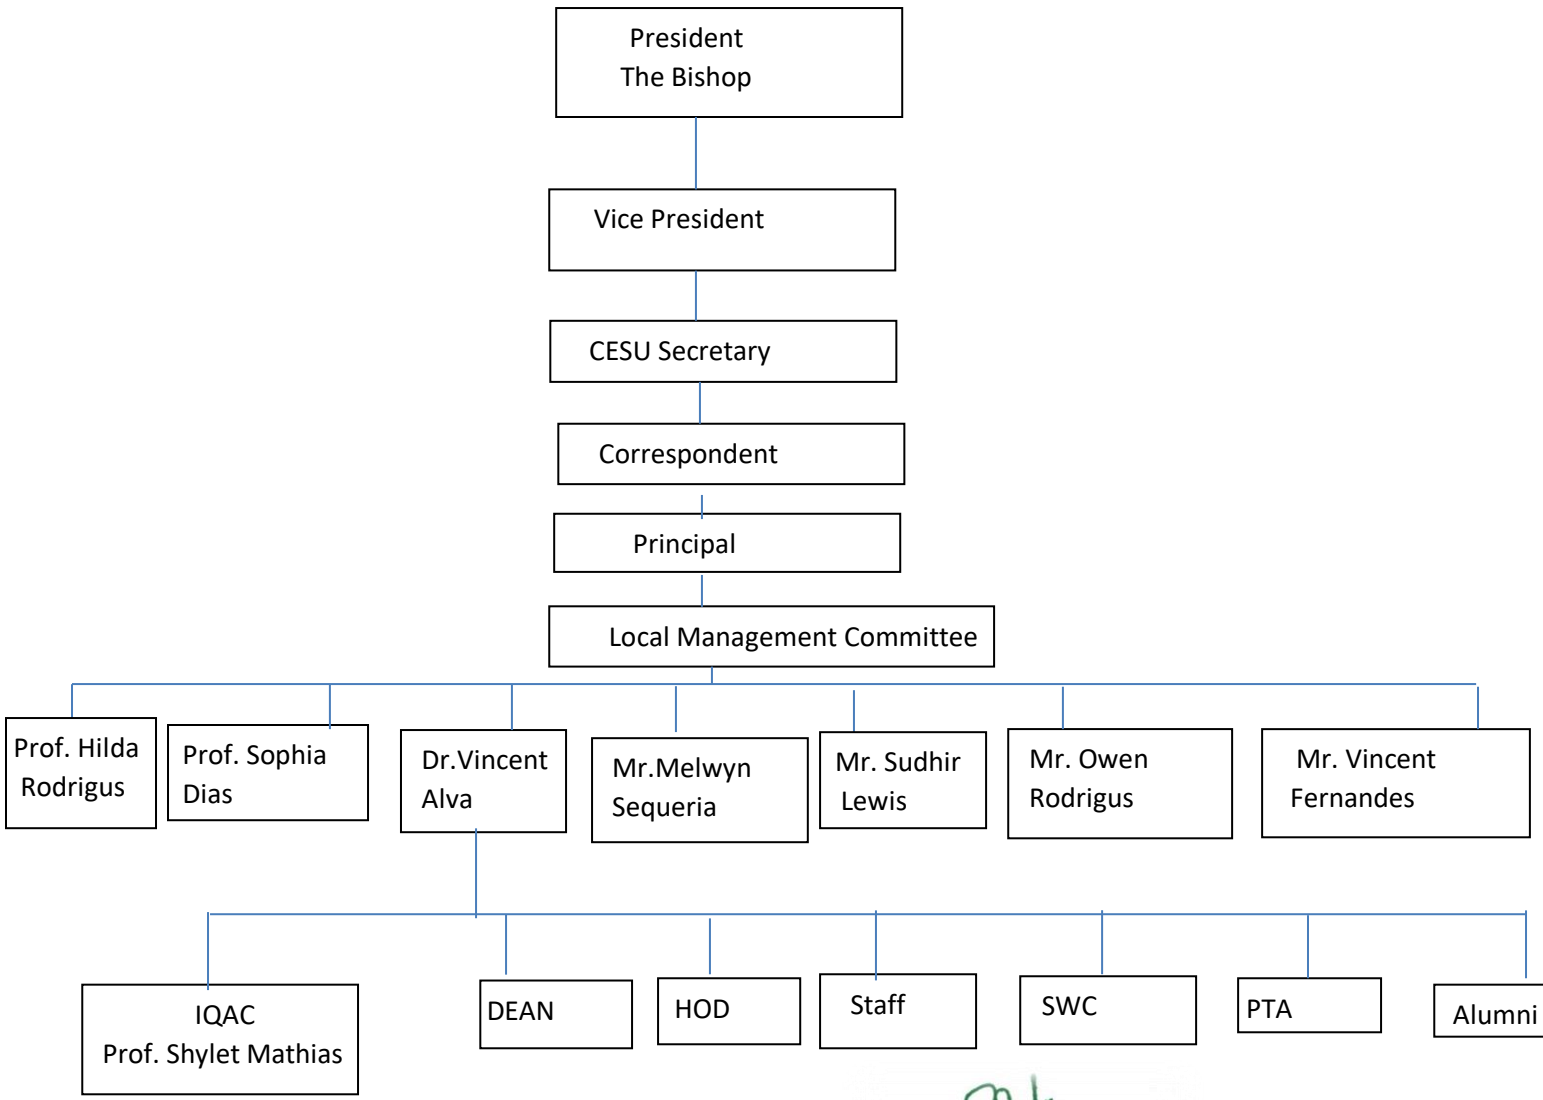 President
The Bishop
Vice President
CESU Secretary
Correspondent
Principal
Local Management Committee
Prof. Hilda
Rodrigus
Prof. Sophia
Dias
Dr.Vincent
Alva
Mr.Melwyn
Sequeria
Mr. Sudhir
Lewis
Mr. Owen
Rodrigus
Mr. Vincent
Fernandes
IQAC
Prof. Shylet Mathias
DEAN
HOD
Staff
SWC
PTA
Alumni